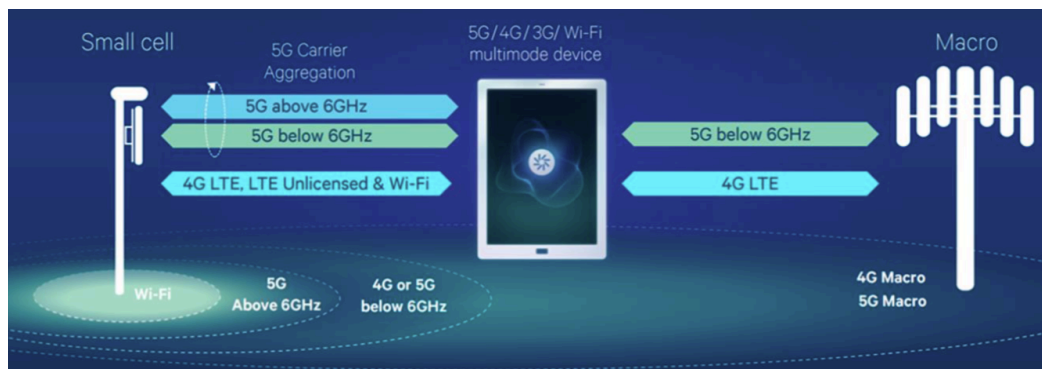 Small cell
5G Carrier
Aggregation
5G/4G/3G/Wi-Fi
multimode device
Macro
5G above 6GHz
5G below 6GHz
4G LTE, LTE Unlicensed & Wi-Fi
5G below 6GHz
4G LTE
Wi-Fi
5G
Above 6GHz
4G or 5G
below 6GHz
4G Macro
5G Macro